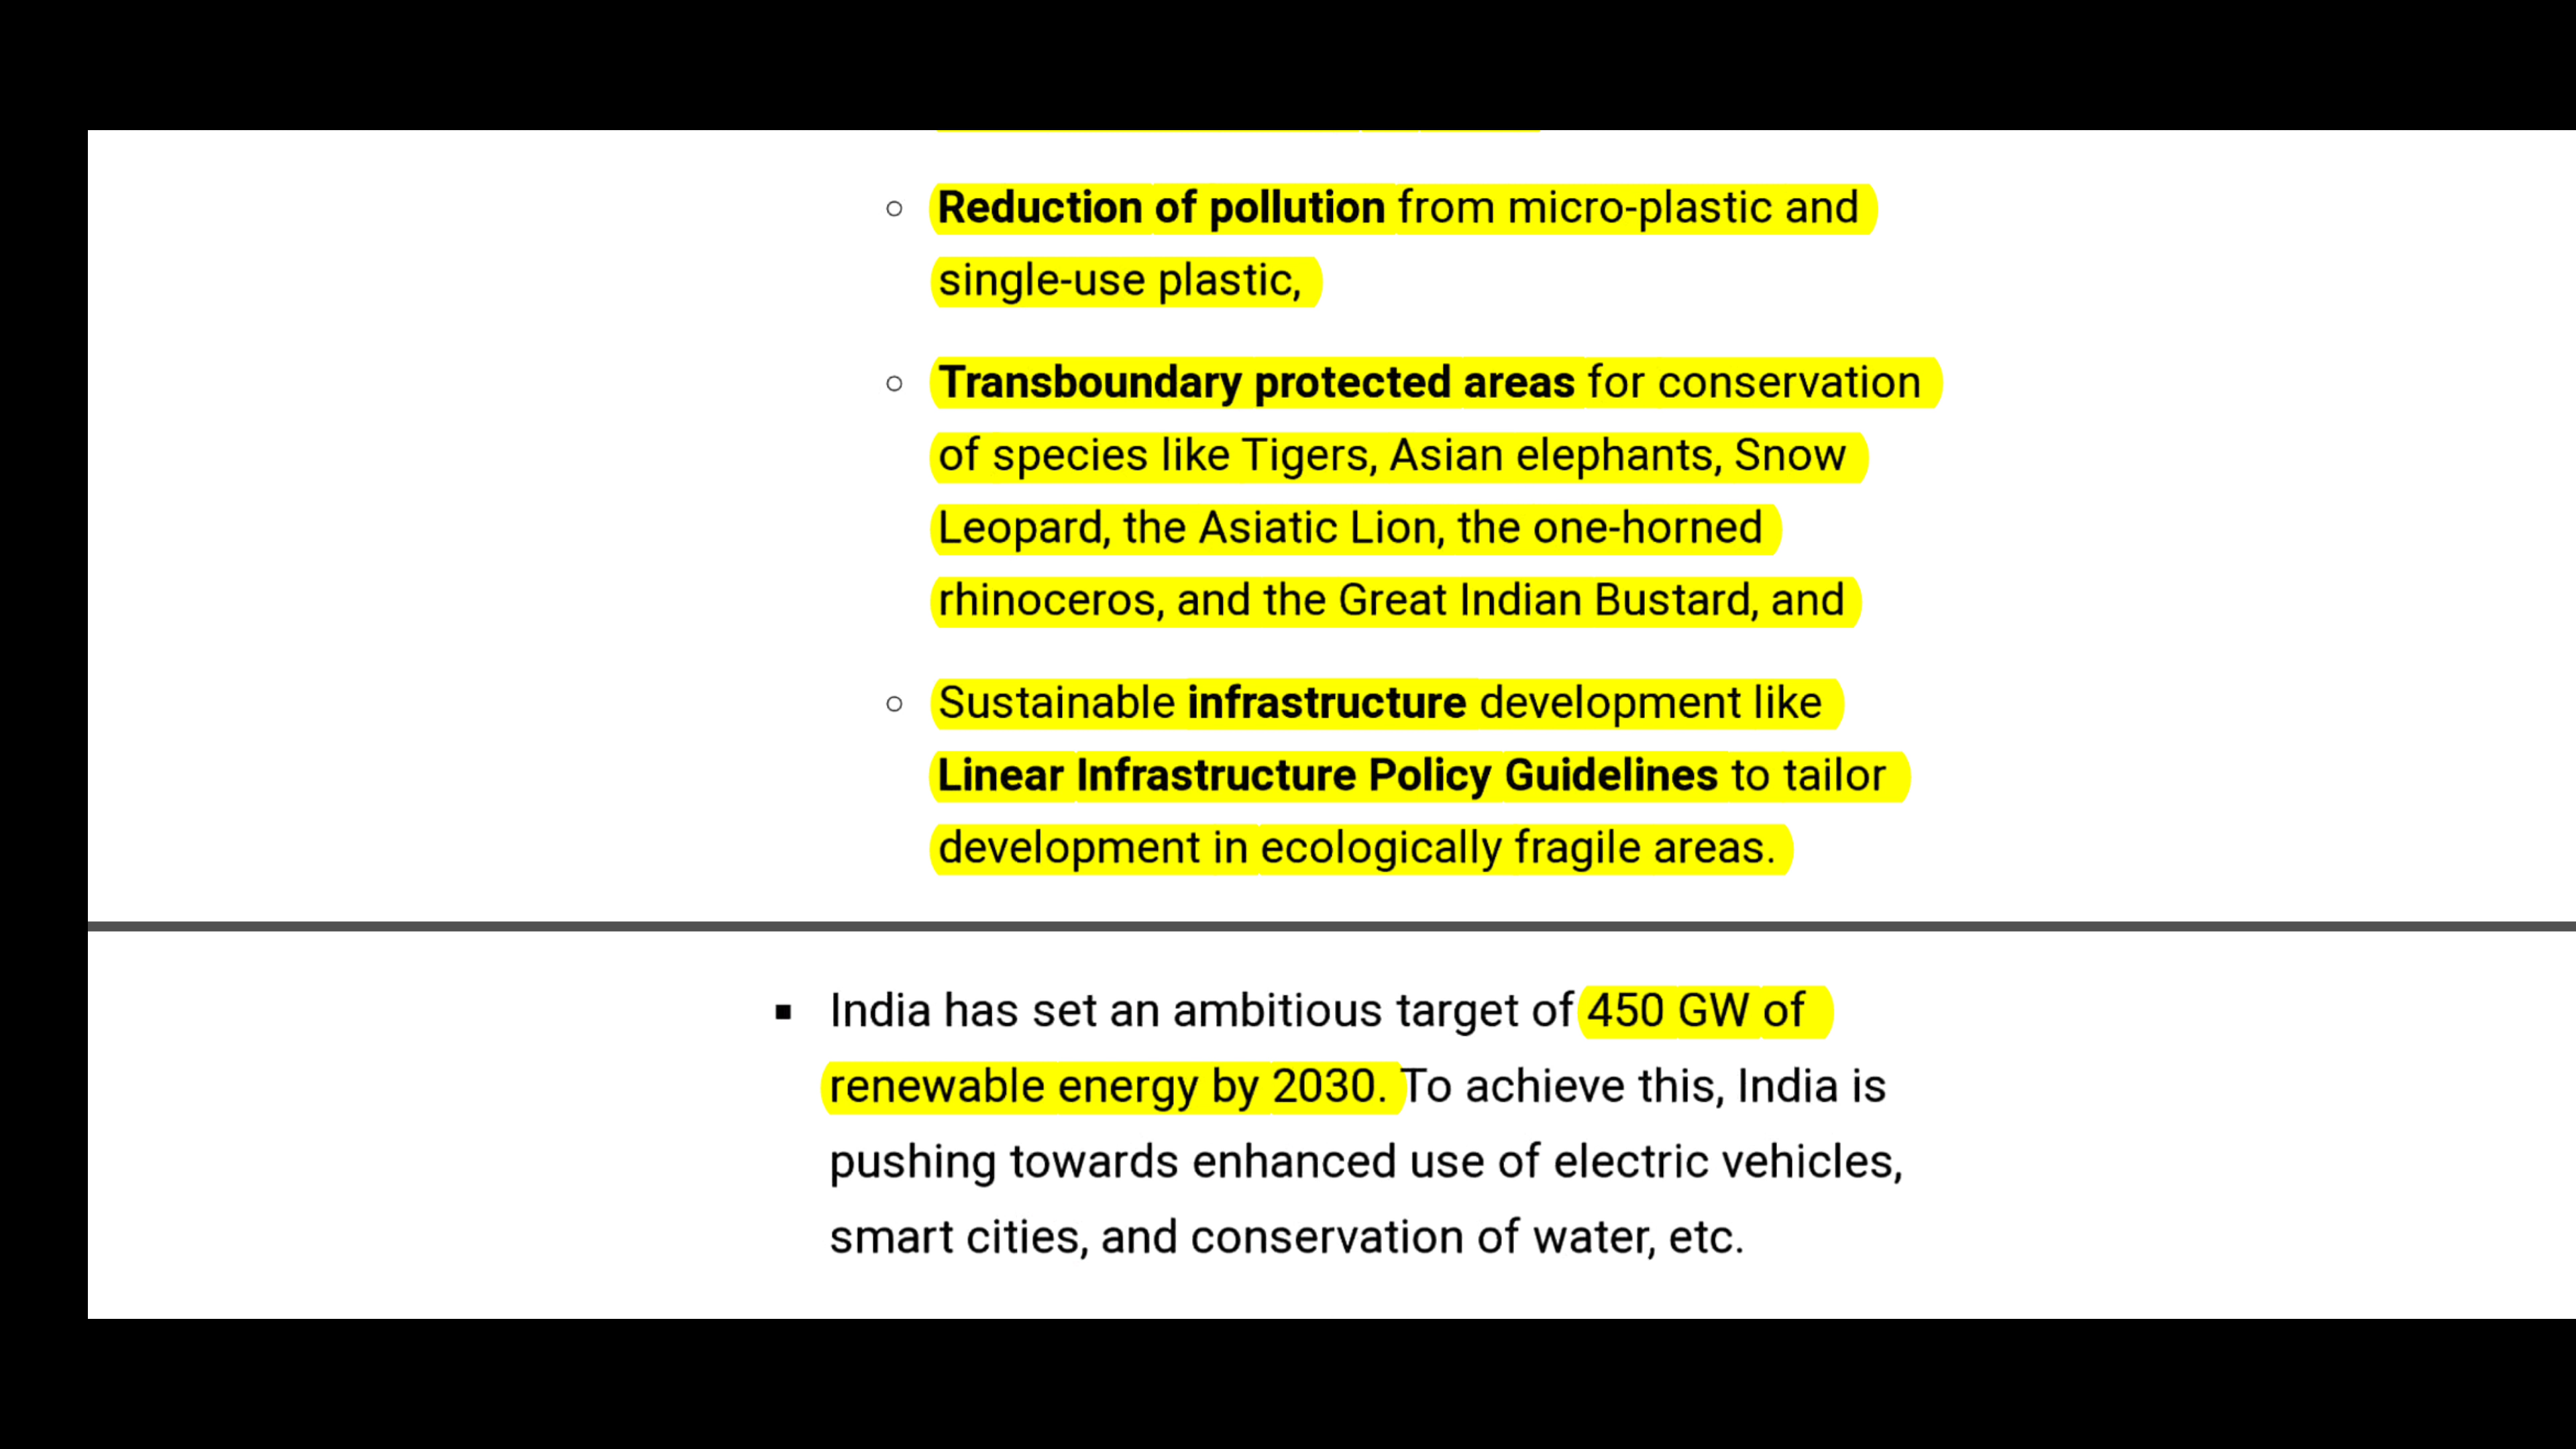 Reduction of pollution from micro-plastic and
single-use plastic,
Transboundary protected areas for conservation
of species like Tigers, Asian elephants, Snow
Leopard, the Asiatic Lion, the one-horned
rhinoceros, and the Great Indian Bustard, and
Sustainable infrastructure development like
Linear Infrastructure Policy Guidelines to tailor
development in ecologically fragile areas.
India has set an ambitious target of 450 GW of
renewable energy by 2030. To achieve this, India is
pushing towards enhanced use of electric vehicles,
smart cities, and conservation of water, etc.